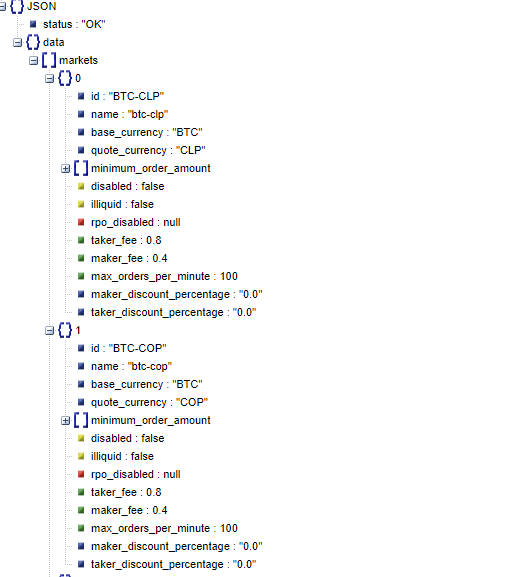 JSON
status : "OK"
data
markets
0
id : "BTC-CLP"
name : "btc-clp"
base_currency : "BTC"
quote_currency : "CLP"
minimum_order_amount
disabled : false
illiquid : false
rpo_disabled : null
taker_fee : 0.8
maker_fee : 0.4
max_orders_per_minute : 100
maker_discount_percentage : "0.0"
taker_discount_percentage : "0.0"
1
id : "BTC-COP"
name : "btc-cop"
base_currency : "BTC"
quote_currency : "COP"
minimum_order_amount
disabled : false
illiquid : false
rpo_disabled : null
taker_fee : 0.8
maker_fee : 0.4
max_orders_per_minute : 100
maker_discount_percentage : "0.0"
taker_discount_percentage : "0.0"